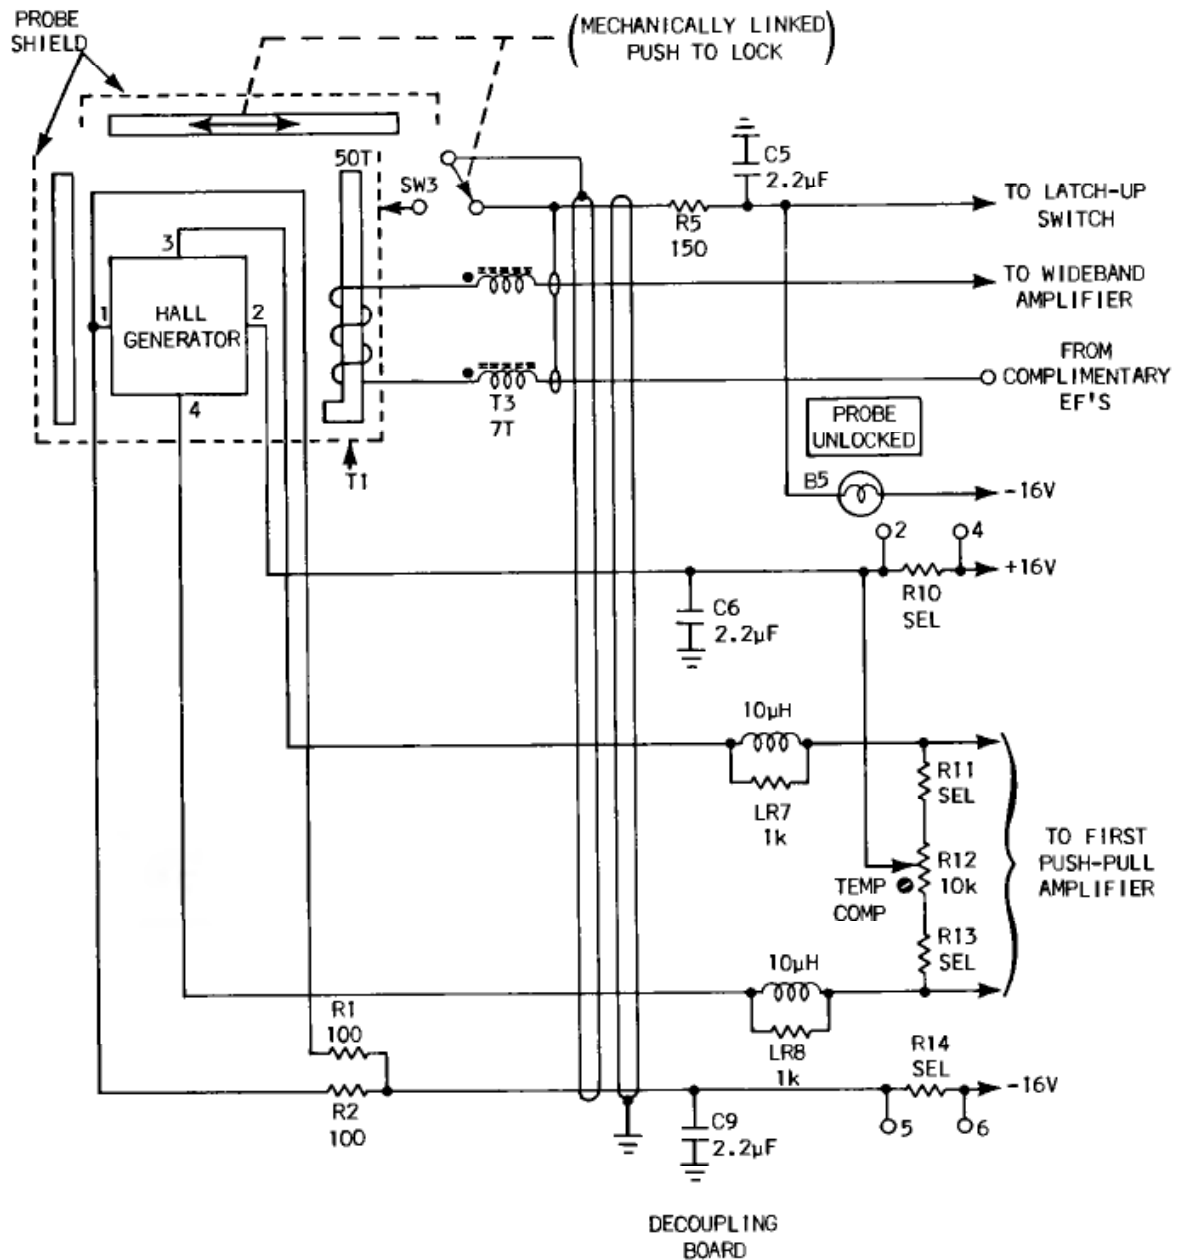 PROBE
SHIELD
(MECHANICALLY LINKED
PUSH TO LOCK)
50T
SW3
C5
2.2µF
R5
150
TO LATCH-UP
SWITCH
3
HALL
GENERATOR
1
2
4
TO WIDEBAND
AMPLIFIER
T3
7T
FROM
COMPLIMENTARY
EF'S
PROBE
UNLOCKED
T1
B5
-16V
2
4
+16V
R10
SEL
C6
2.2µF
10µH
LR7
1k
R11
SEL
R12
10k
TEMP
COMP
R13
SEL
TO FIRST
PUSH-PULL
AMPLIFIER
10µH
LR8
1k
R1
100
R2
100
R14
SEL
-16V
5
6
C9
2.2µF
DECOUPLING
BOARD